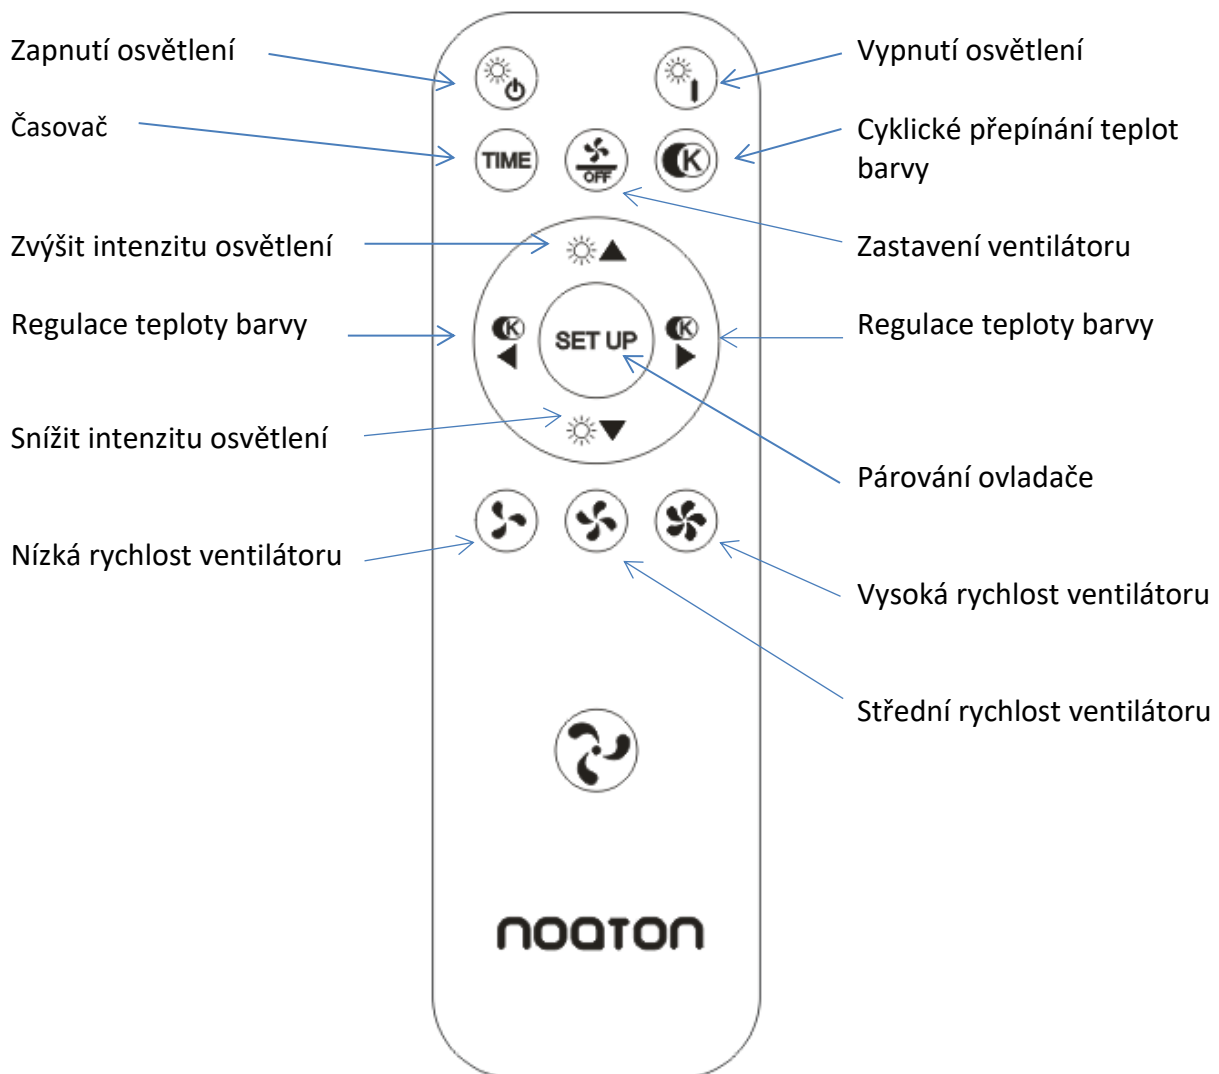 Zapnutí osvětlení
Vypnutí osvětlení
Časovač
TIME
OFF
K
Cyklické přepínání teplot
barvy
Zvýšit intenzitu osvětlení
Zastavení ventilátoru
Regulace teploty barvy
K
SET UP
K
Regulace teploty barvy
Snížit intenzitu osvětlení
Párování ovladače
Nízká rychlost ventilátoru
Vysoká rychlost ventilátoru
Střední rychlost ventilátoru
noaton